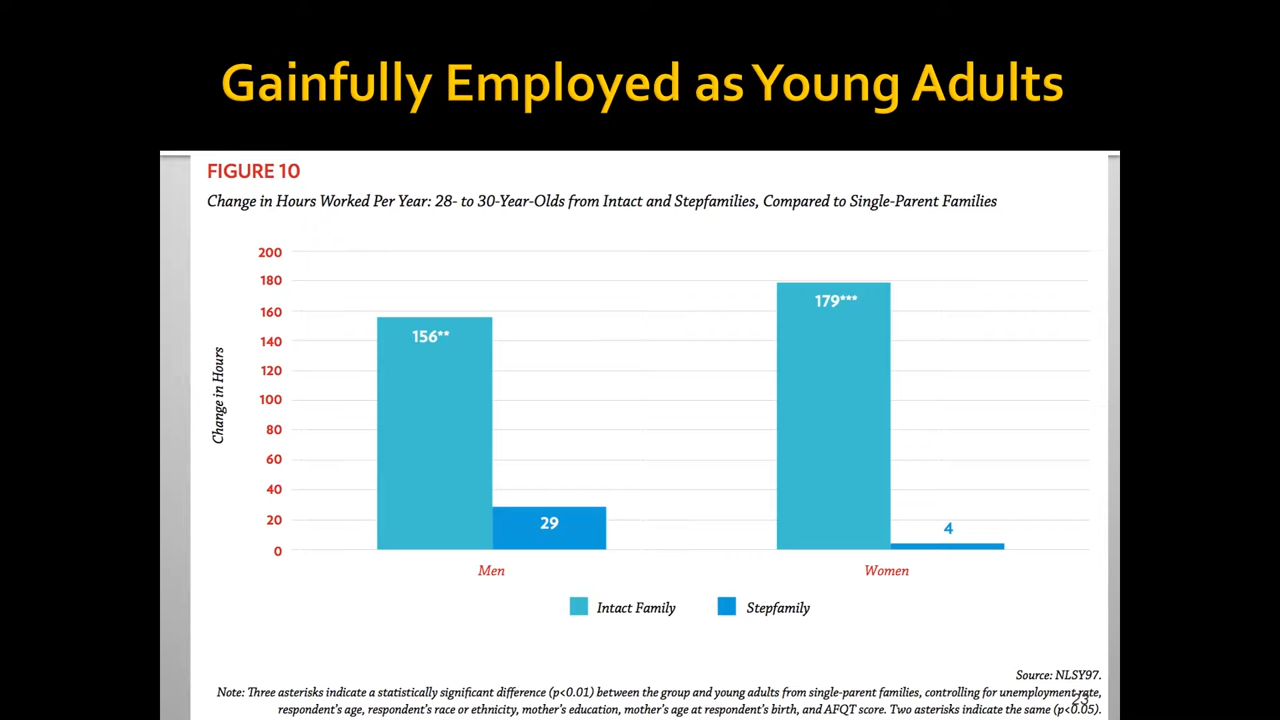 Gainfully Employed as Young Adults
FIGURE 10
Change in Hours Worked Per Year: 28- to 30-Year-Olds from Intact and Stepfamilies, Compared to Single-Parent Families
200
180
160
140
120
100
80
60
40
20
0
Change in Hours
156**
29
179***
4
Men
Women
Intact Family
Stepfamily
Source: NLSY97.
Note: Three asterisks indicate a statistically significant difference (p<0.01) between the group and young adults from single-parent families, controlling for unemployment rate,
respondent's age, respondent's race or ethnicity, mother's education, mother's age at respondent's birth, and AFQT score. Two asterisks indicate the same (p<0.05).